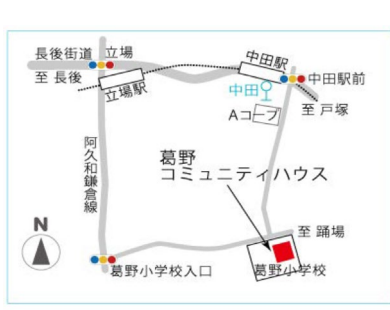 長後街道
立場
至 長後
立場駅
中田駅
中田駅前
中田
至 戸塚
Aコープ
阿久和鎌倉線
葛野
コミュニティハウス
至 踊場
葛野小学校
葛野小学校入口
N